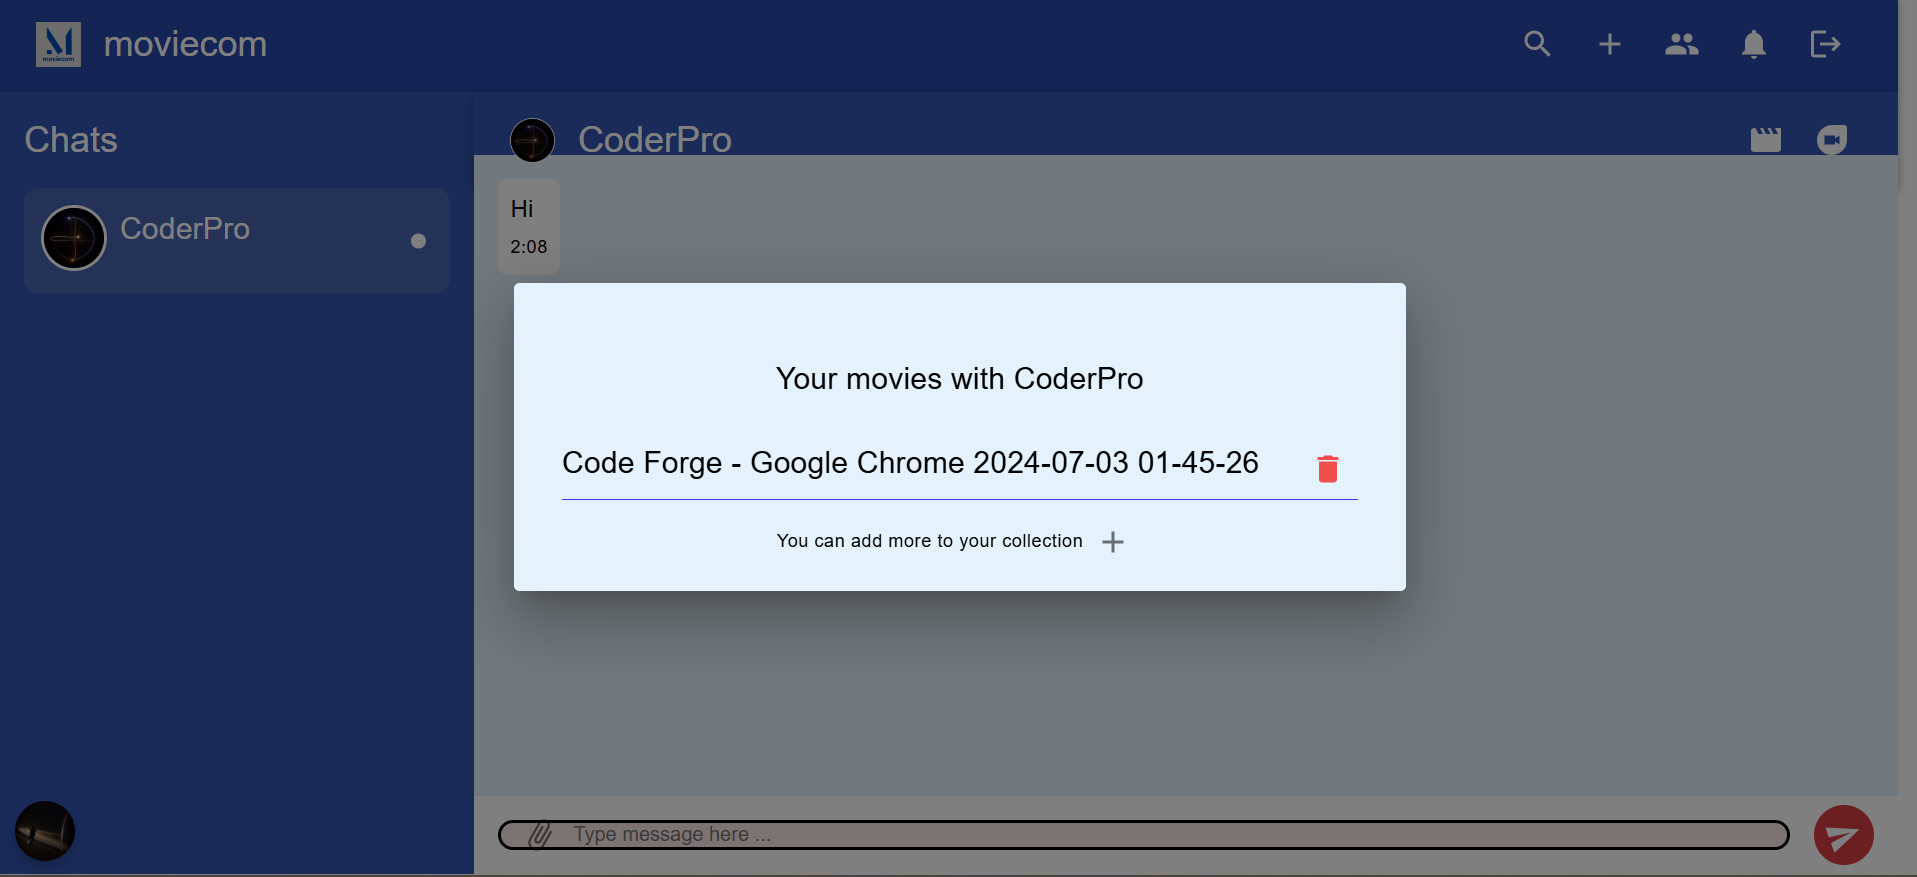 moviecom
moviecom
Chats
CoderPro
CoderPro
Hi
2:08
Your movies with CoderPro
Code Forge - Google Chrome 2024-07-03 01-45-26
You can add more to your collection
Type message here ...